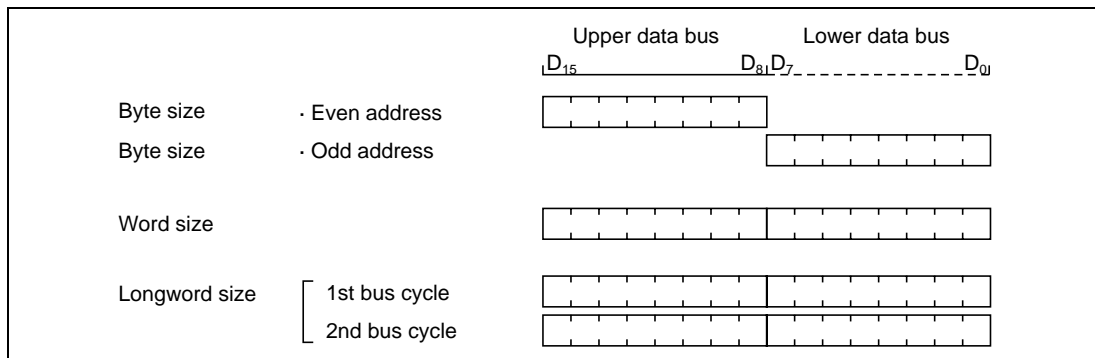 Upper data bus Lower data bus
D15 D8 D7 D0
Byte size · Even address
Byte size · Odd address
Word size
Longword size 1st bus cycle
2nd bus cycle